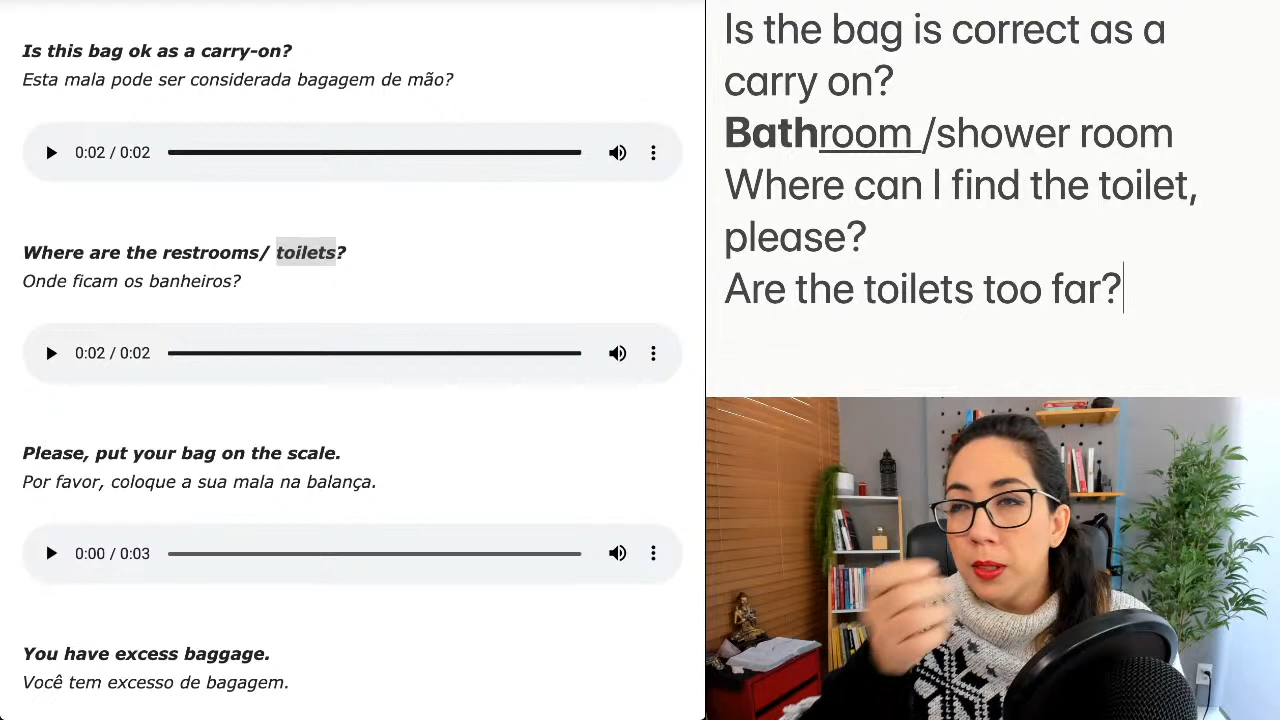 Is this bag ok as a carry-on?
Esta mala pode ser considerada bagagem de mão?
0:02 / 0:02
Where are the restrooms/ toilets?
Onde ficam os banheiros?
0:02 / 0:02
Please, put your bag on the scale.
Por favor, coloque a sua mala na balança.
0:00 / 0:03
You have excess baggage.
Você tem excesso de bagagem.
Is the bag is correct as a
carry on?
Bathroom /shower room
Where can I find the toilet,
please?
Are the toilets too far?